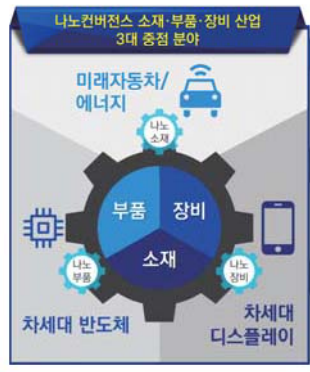 나노컨버전스 소재·부품·장비 산업
3대 중점 분야
미래자동차/
에너지
나노
소재
부품
장비
소재
나노
부품
나노
장비
차세대 반도체
차세대
디스플레이